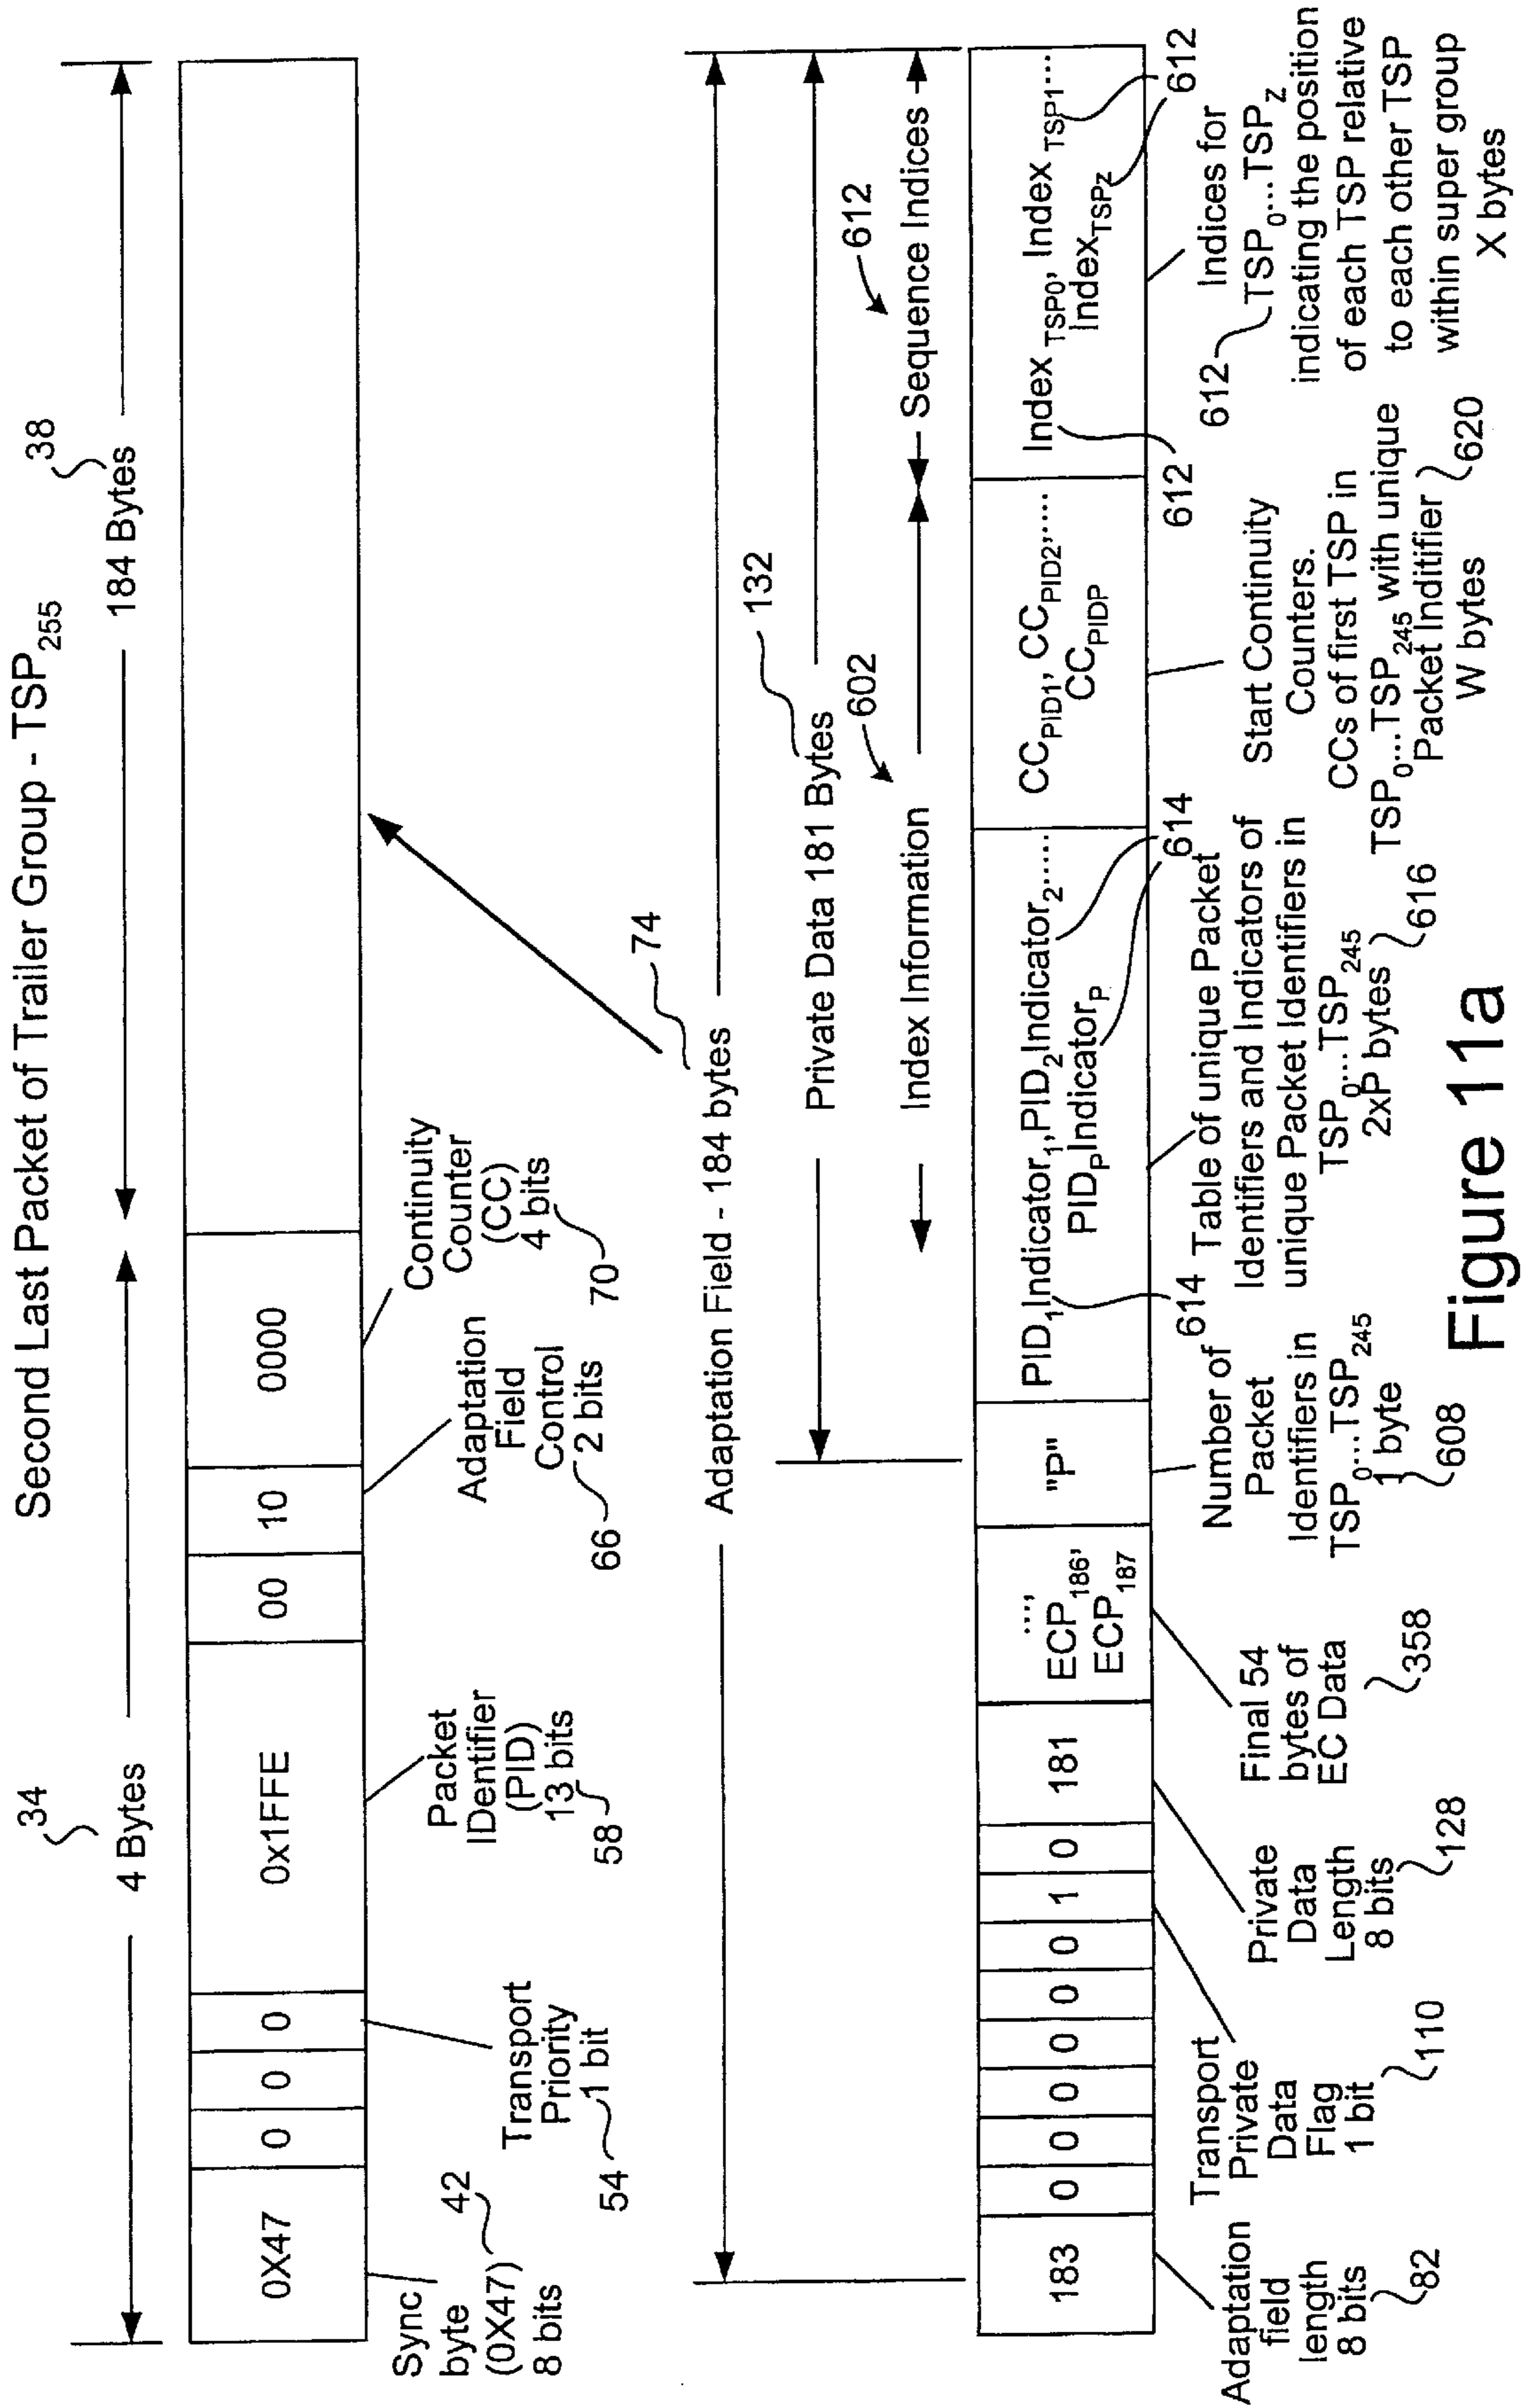 Second Last Packet of Trailer Group - TSP255
34
4 Bytes
38
184 Bytes
0X47
0
0
0
0x1FFE
00
10
0000
Sync
byte
(0X47)
8 bits
42
Transport
Priority
1 bit
54
Packet
IDentifier
(PID)
13 bits
58
Adaptation
Field
Control
2 bits
66
Continuity
Counter
(CC)
4 bits
70
74
Adaptation Field - 184 bytes
132
Private Data 181 Bytes
602
Index Information
612
Sequence Indices
183
0
0
0
0
0
0
1
0
181
...,
ECP186,
ECP187
"P"
PID1Indicator1,PID2Indicator2.....
PIDPIndicatorP
CCPID1, CCPID2,....
CCPIDP
Index TSP0, Index TSP1...
IndexTSPZ
614
614
612
612
Adaptation
field
length
8 bits
82
Transport
Private
Data
Flag
1 bit
110
Private
Data
Length
8 bits
128
Final 54
bytes of
EC Data
358
Number of
Packet
Identifiers in
TSP0...TSP245
1 byte
608
Table of unique Packet
Identifiers and Indicators of
unique Packet Identifiers in
TSP0...TSP245
2xP bytes
616
Start Continuity
Counters.
CCs of first TSP in
TSP0...TSP245 with unique
Packet Inditifier
W bytes
620
Indices for
612 TSP0...TSPZ
indicating the position
of each TSP relative
to each other TSP
within super group
X bytes
Figure 11a